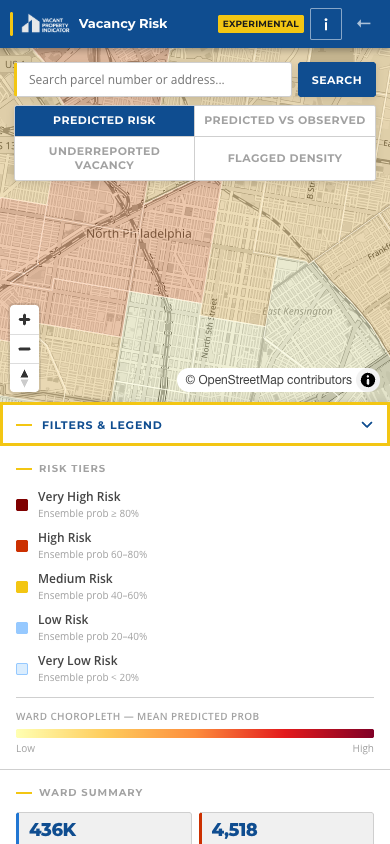 VACANT
PROPERTY
INDICATOR
Vacancy Risk
EXPERIMENTAL
i
←
Search parcel number or address...
SEARCH
PREDICTED RISK
PREDICTED VS OBSERVED
UNDERREPORTED
VACANCY
FLAGGED DENSITY
US
S 13
B St
North Philadelphia
Frankf
East Kensington
North 5th Street
© OpenStreetMap contributors
FILTERS & LEGEND
RISK TIERS
Very High Risk
Ensemble prob ≥ 80%
High Risk
Ensemble prob 60–80%
Medium Risk
Ensemble prob 40–60%
Low Risk
Ensemble prob 20–40%
Very Low Risk
Ensemble prob < 20%
WARD CHOROPLETH — MEAN PREDICTED PROB
Low High
WARD SUMMARY
436K
4,518